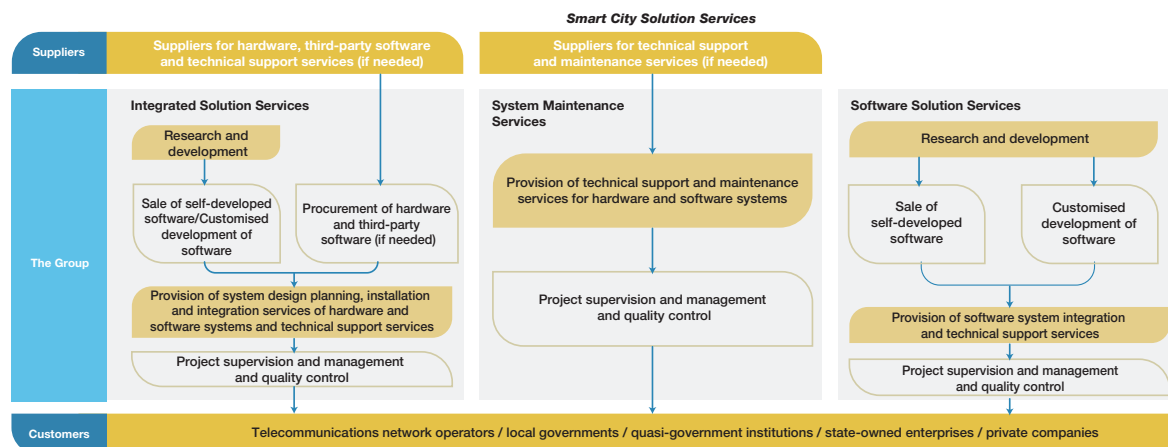 Smart City Solution Services
Suppliers
Suppliers for hardware, third-party software
and technical support services (if needed)
Suppliers for technical support
and maintenance services (if needed)
The Group
Integrated Solution Services
Research and
development
Sale of self-developed
software/Customised
development of
software
Procurement of hardware
and third-party
software (if needed)
Provision of system design planning, installation
and integration services of hardware and
software systems and technical support services
Project supervision and management
and quality control
System Maintenance
Services
Provision of technical support and maintenance
services for hardware and software systems
Project supervision and management
and quality control
Software Solution Services
Research and development
Sale of
self-developed
software
Customised
development of
software
Provision of software system integration
and technical support services
Project supervision and management
and quality control
Customers
Telecommunications network operators / local governments / quasi-government institutions / state-owned enterprises / private companies